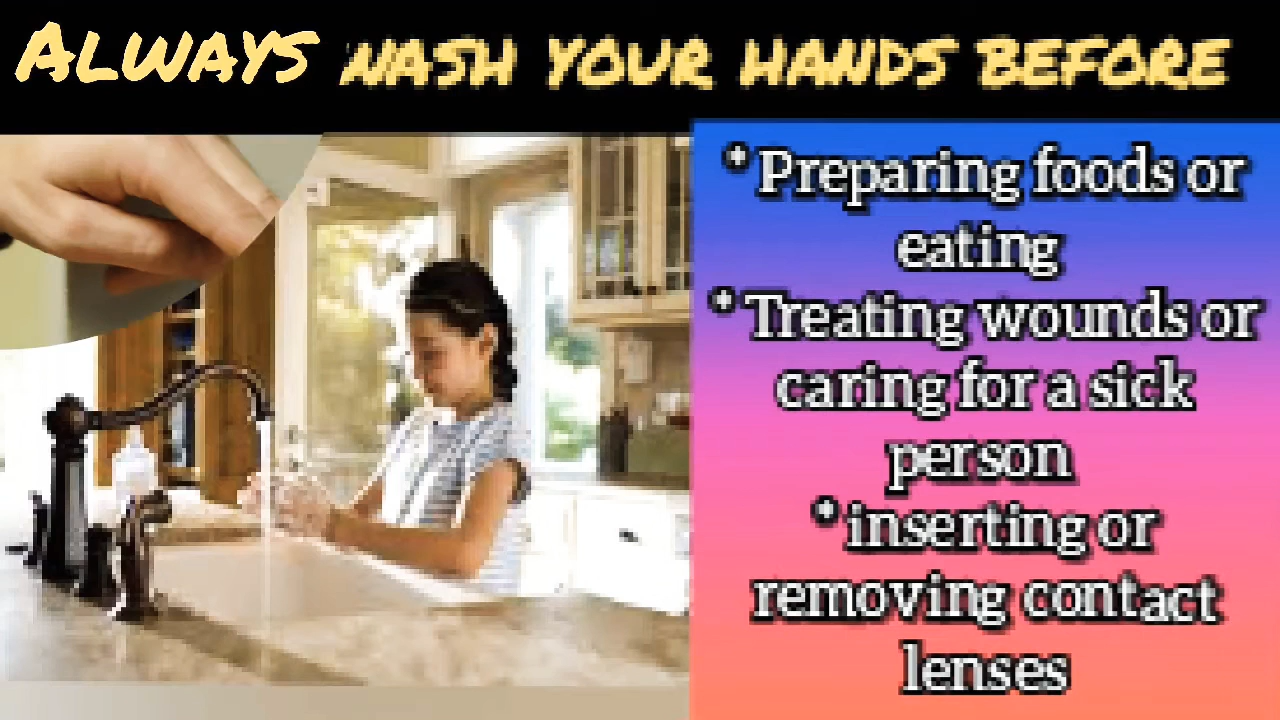 ALWAYS WASH YOUR HANDS BEFORE
* Preparing foods or
eating
* Treating wounds or
caring for a sick
person
* inserting or
removing contact
lenses